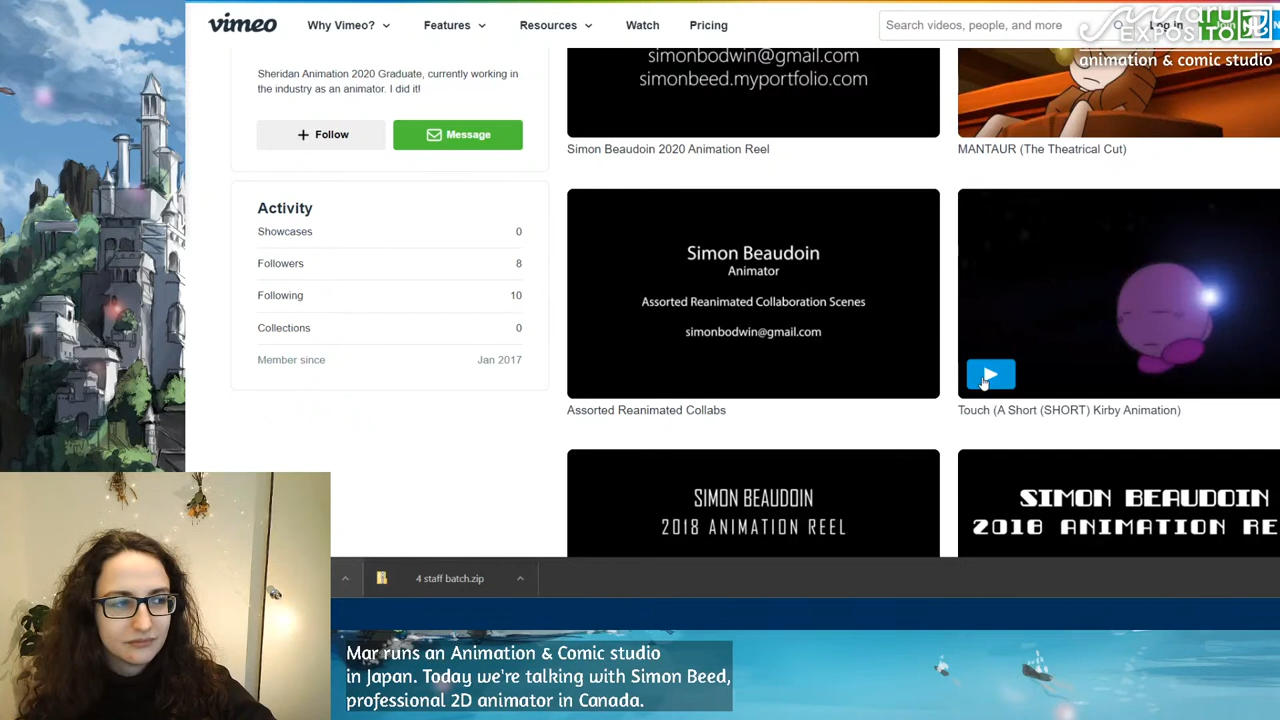 vimeo
Why Vimeo?
Features
Resources
Watch
Pricing
Search videos, people, and more
Log in
Join
Maru
EXPOSITO
animation & comic studio
Sheridan Animation 2020 Graduate, currently working in
the industry as an animator. I did it!
+ Follow
Message
simonbodwin@gmail.com
simonbeed.myportfolio.com
Simon Beaudoin 2020 Animation Reel
MANTAUR (The Theatrical Cut)
Activity
Showcases 0
Followers 8
Following 10
Collections 0
Member since Jan 2017
Simon Beaudoin
Animator
Assorted Reanimated Collaboration Scenes
simonbodwin@gmail.com
Assorted Reanimated Collabs
Touch (A Short (SHORT) Kirby Animation)
SIMON BEAUDOIN
2018 ANIMATION REEL
SIMON BEAUDOIN
2016 ANIMATION RE
4 staff batch.zip
Mar runs an Animation & Comic studio
in Japan. Today we're talking with Simon Beed,
professional 2D animator in Canada.